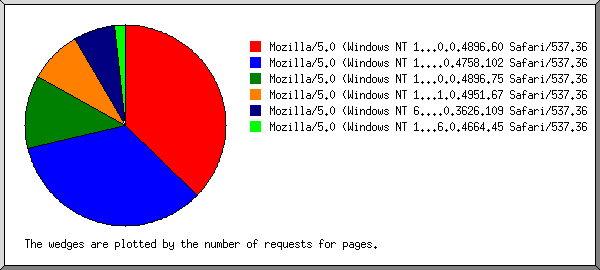 Mozilla/5.0 (Windows NT 1...0.0.4896.60 Safari/537.36
Mozilla/5.0 (Windows NT 1....0.4758.102 Safari/537.36
Mozilla/5.0 (Windows NT 1...0.0.4896.75 Safari/537.36
Mozilla/5.0 (Windows NT 1...1.0.4951.67 Safari/537.36
Mozilla/5.0 (Windows NT 6....0.3626.109 Safari/537.36
Mozilla/5.0 (Windows NT 1...6.0.4664.45 Safari/537.36
The wedges are plotted by the number of requests for pages.